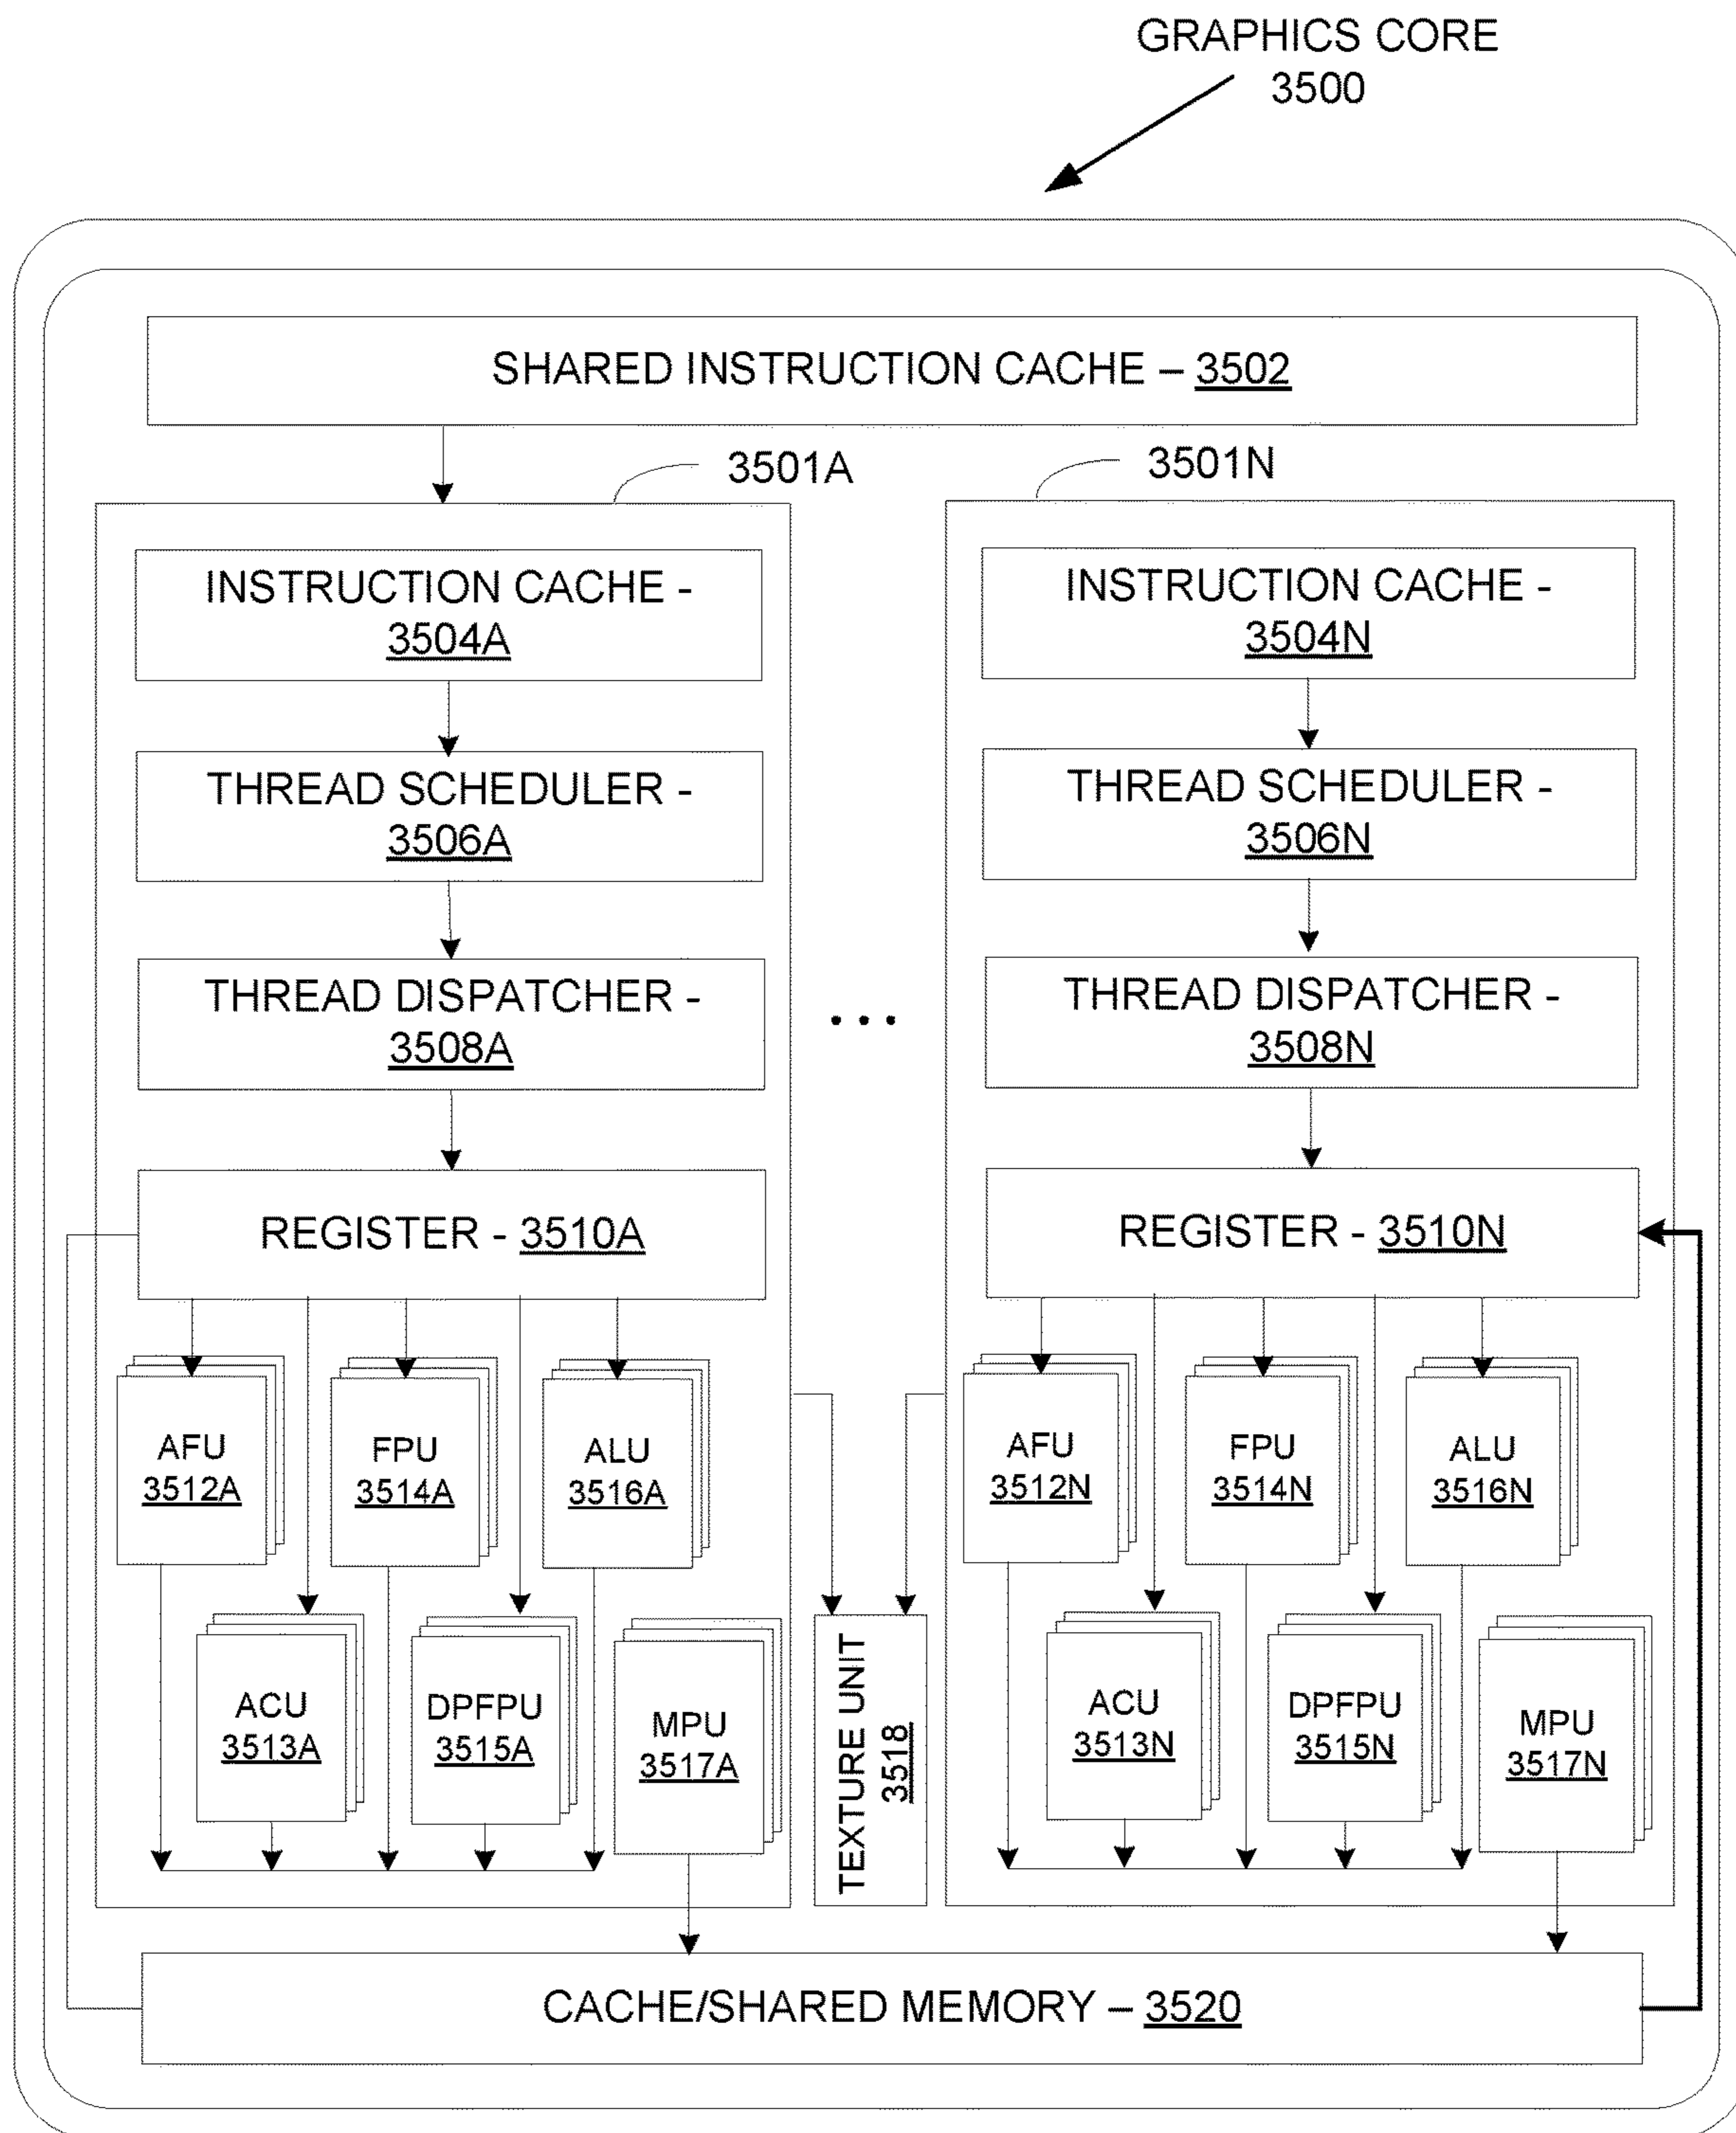 GRAPHICS CORE
3500
SHARED INSTRUCTION CACHE – 3502
3501A
3501N
INSTRUCTION CACHE -
3504A
THREAD SCHEDULER -
3506A
THREAD DISPATCHER -
3508A
REGISTER - 3510A
AFU
3512A
FPU
3514A
ALU
3516A
ACU
3513A
DPFPU
3515A
MPU
3517A
...
TEXTURE UNIT
3518
INSTRUCTION CACHE -
3504N
THREAD SCHEDULER -
3506N
THREAD DISPATCHER -
3508N
REGISTER - 3510N
AFU
3512N
FPU
3514N
ALU
3516N
ACU
3513N
DPFPU
3515N
MPU
3517N
CACHE/SHARED MEMORY – 3520